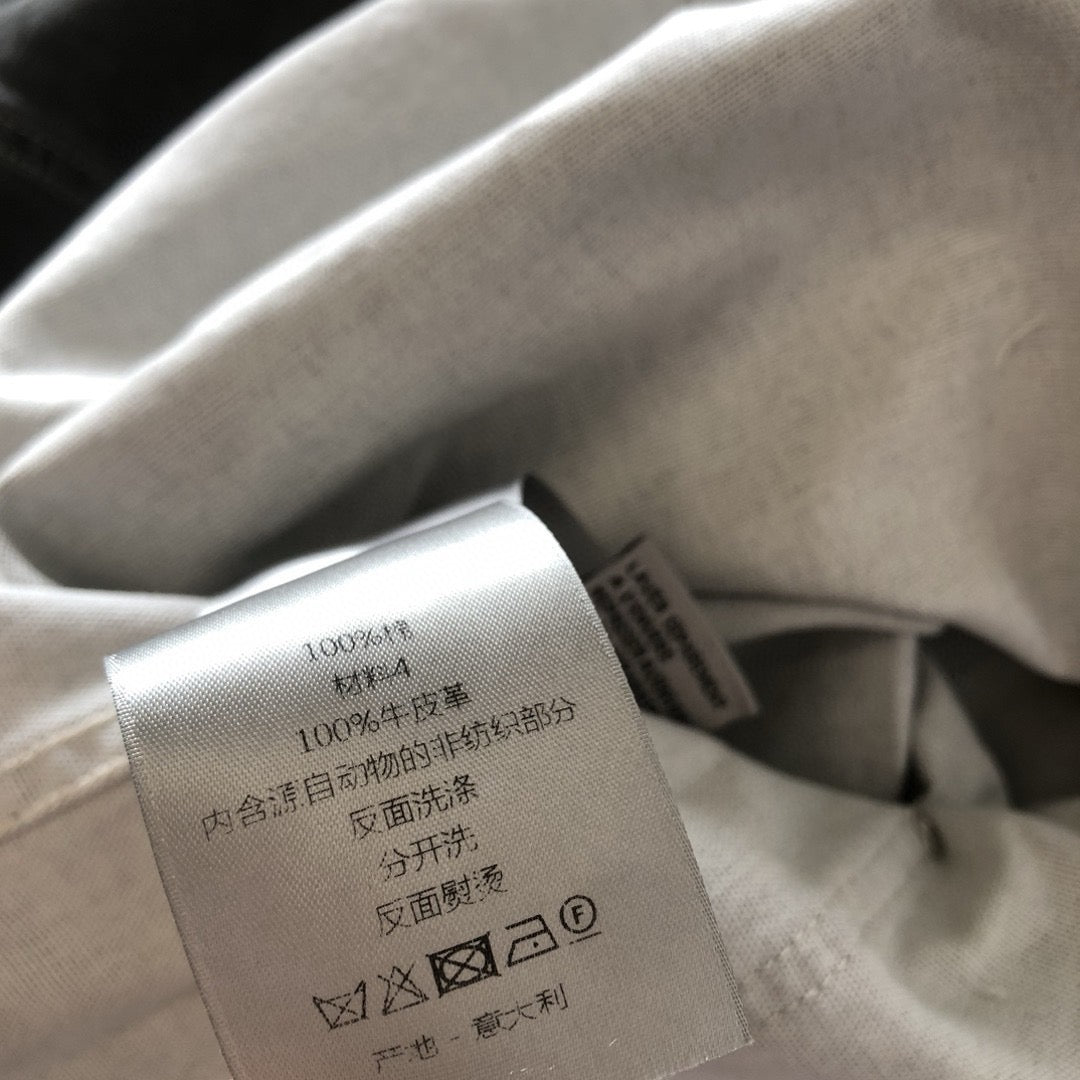 100%棉
材料4
100%牛皮革
内含源自动物的非纺织部分
反面洗涤
分开洗
反面熨烫
F
产地 - 意大利